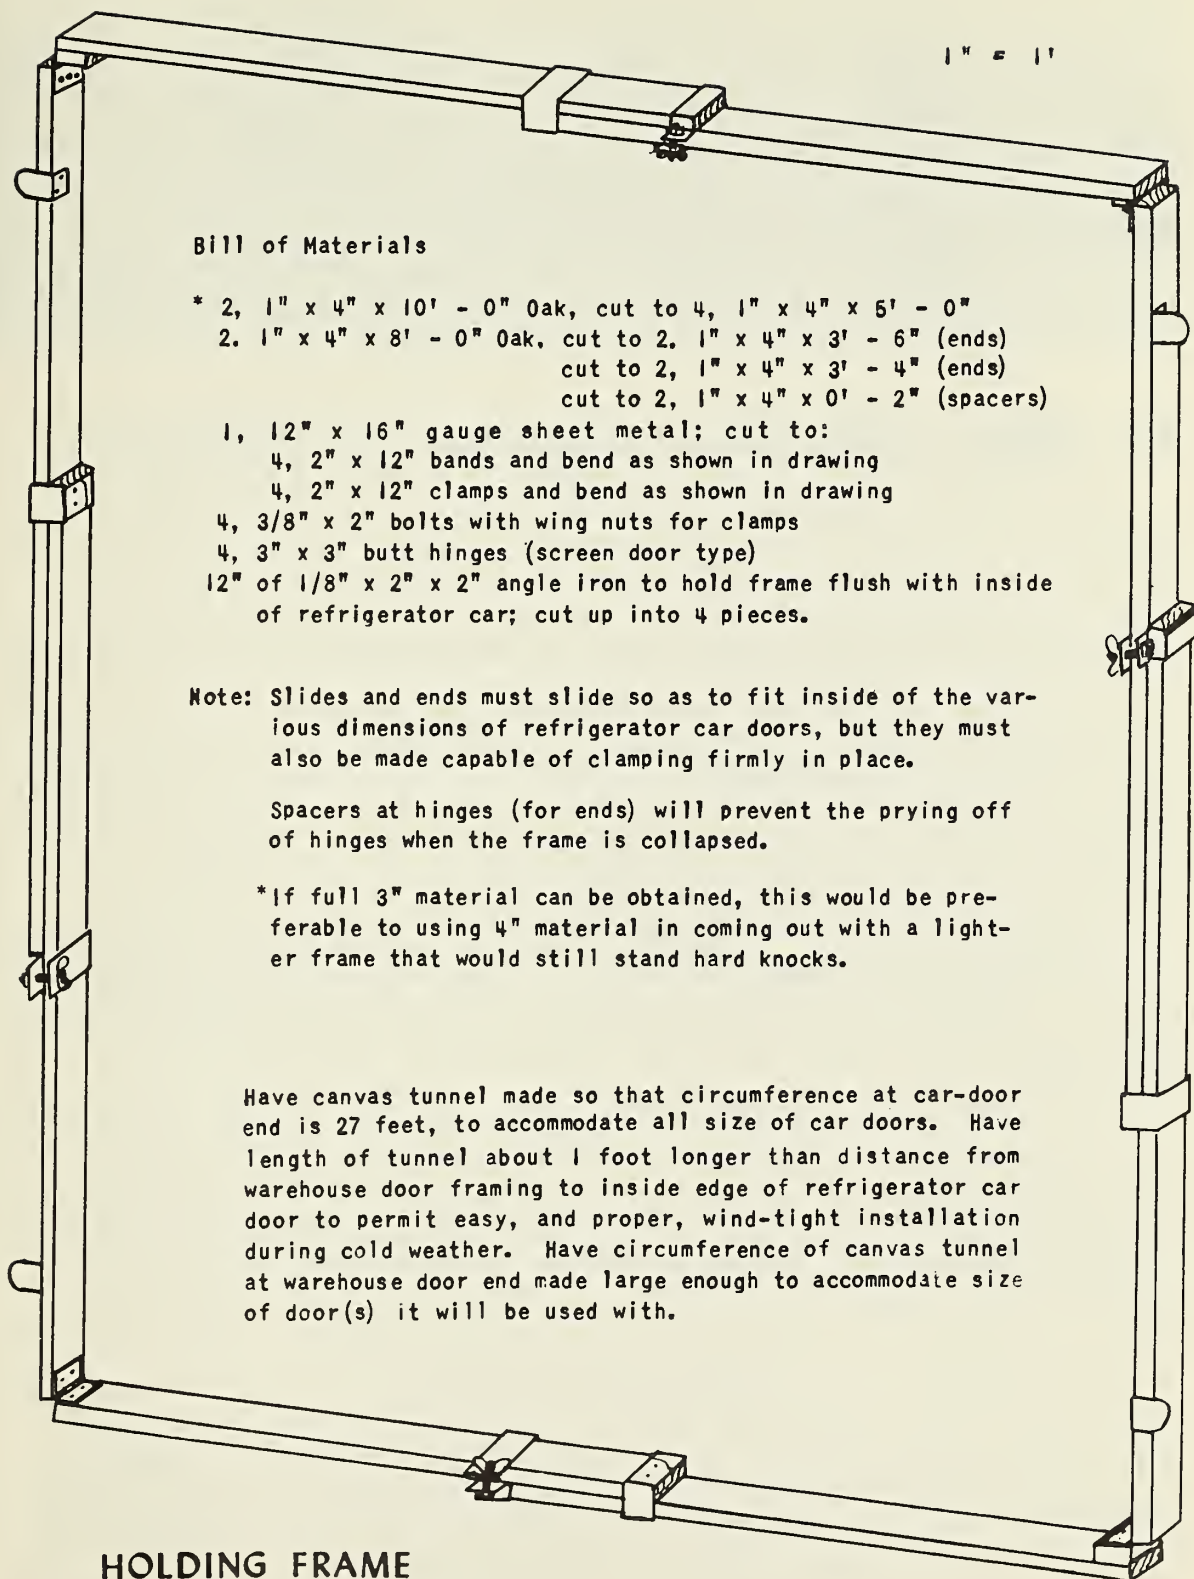 1" = 1'
Bill of Materials
* 2, 1" x 4" x 10' - 0" Oak, cut to 4, 1" x 4" x 5' - 0"
2. 1" x 4" x 8' - 0" Oak, cut to 2. 1" x 4" x 3' - 6" (ends)
cut to 2, 1" x 4" x 3' - 4" (ends)
cut to 2, 1" x 4" x 0' - 2" (spacers)
1, 12" x 16" gauge sheet metal; cut to:
4, 2" x 12" bands and bend as shown in drawing
4, 2" x 12" clamps and bend as shown in drawing
4, 3/8" x 2" bolts with wing nuts for clamps
4, 3" x 3" butt hinges (screen door type)
12" of 1/8" x 2" x 2" angle iron to hold frame flush with inside
of refrigerator car; cut up into 4 pieces.
Note: Slides and ends must slide so as to fit inside of the var-
ious dimensions of refrigerator car doors, but they must
also be made capable of clamping firmly in place.
Spacers at hinges (for ends) will prevent the prying off
of hinges when the frame is collapsed.
*If full 3" material can be obtained, this would be pre-
ferable to using 4" material in coming out with a light-
er frame that would still stand hard knocks.
Have canvas tunnel made so that circumference at car-door
end is 27 feet, to accommodate all size of car doors. Have
length of tunnel about 1 foot longer than distance from
warehouse door framing to inside edge of refrigerator car
door to permit easy, and proper, wind-tight installation
during cold weather. Have circumference of canvas tunnel
at warehouse door end made large enough to accommodate size
of door(s) it will be used with.
HOLDING FRAME